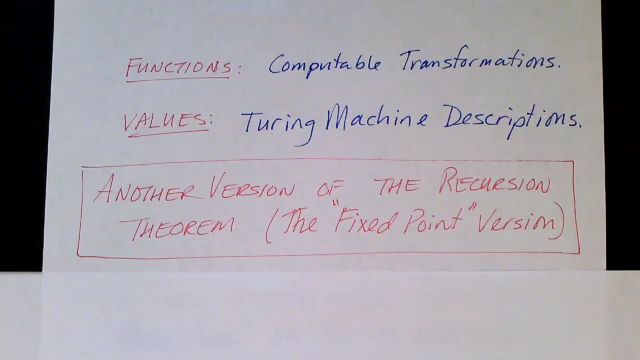 FUNCTIONS: Computable Transformations.
VALUES: Turing Machine Descriptions.
ANOTHER VERSION OF THE RECURSION
THEOREM (The "Fixed Point" Version)